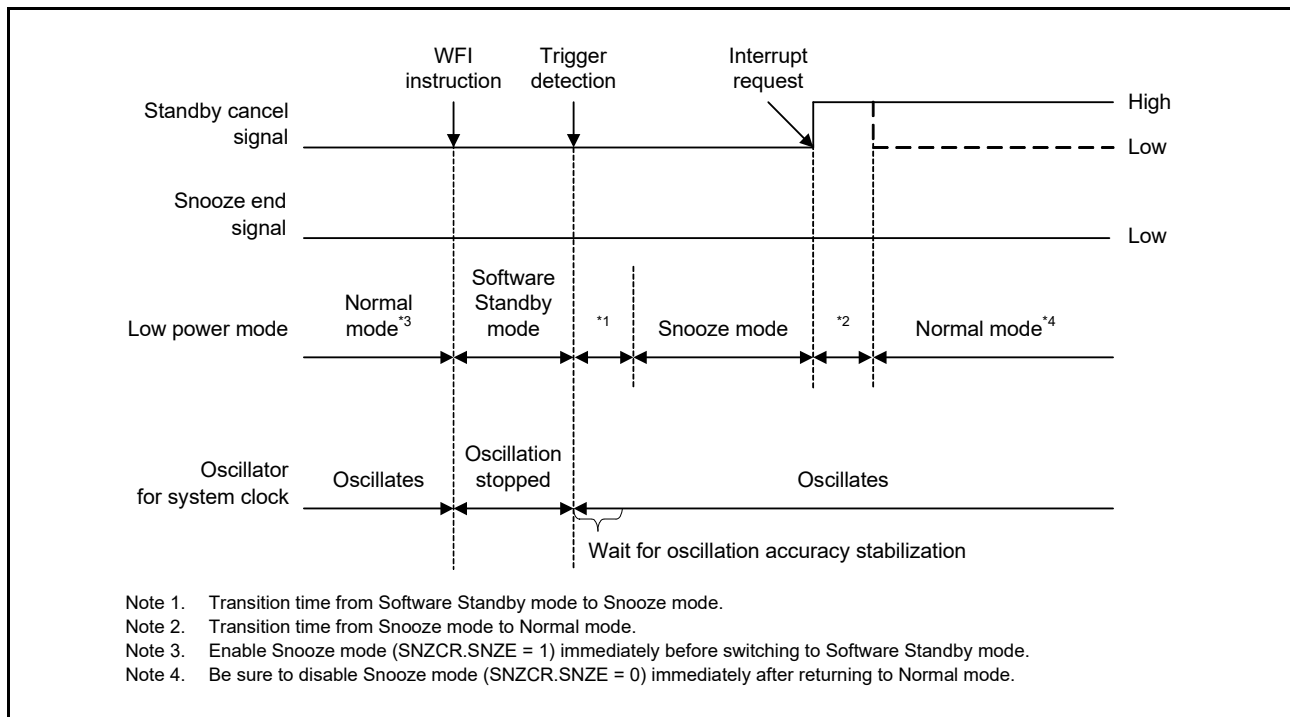 WFI
instruction
Trigger
detection
Interrupt
request
Standby cancel
signal
High
Low
Snooze end
signal
Low
Low power mode
Normal
mode*3
Software
Standby
mode
*1
Snooze mode
*2
Normal mode*4
Oscillator
for system clock
Oscillates
Oscillation
stopped
Oscillates
Wait for oscillation accuracy stabilization
Note 1. Transition time from Software Standby mode to Snooze mode.
Note 2. Transition time from Snooze mode to Normal mode.
Note 3. Enable Snooze mode (SNZCR.SNZE = 1) immediately before switching to Software Standby mode.
Note 4. Be sure to disable Snooze mode (SNZCR.SNZE = 0) immediately after returning to Normal mode.